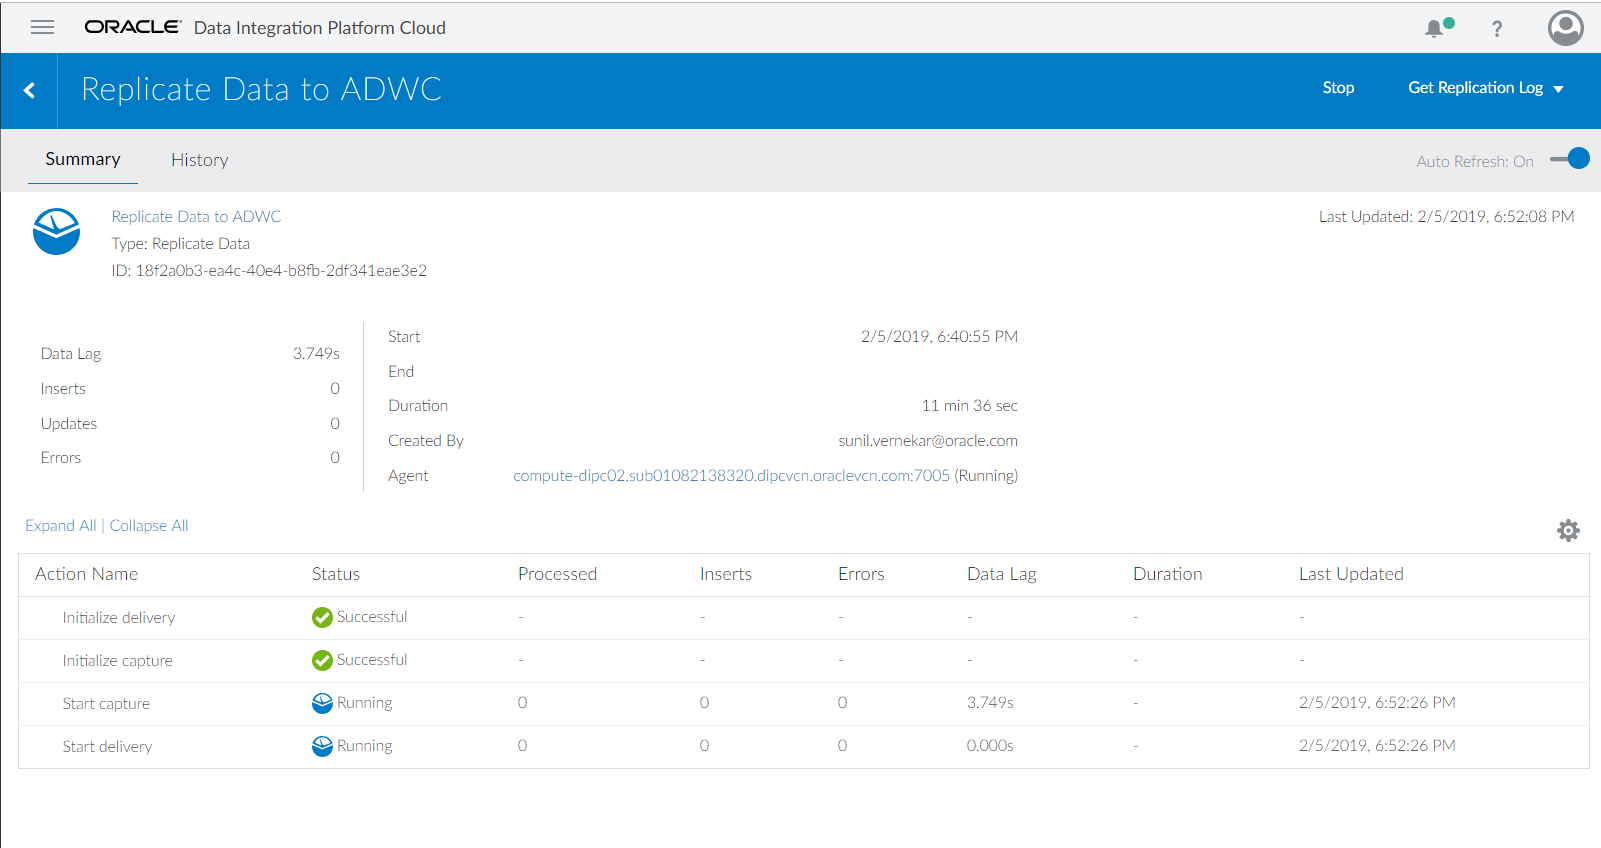 ORACLE Data Integration Platform Cloud
?
Replicate Data to ADWC
Stop
Get Replication Log
Summary
History
Auto Refresh: On
Replicate Data to ADWC
Last Updated: 2/5/2019, 6:52:08 PM
Type: Replicate Data
ID: 18f2a0b3-ea4c-40e4-b8fb-2df341eae3e2
Data Lag 3.749s
Inserts 0
Updates 0
Errors 0
Start 2/5/2019, 6:40:55 PM
End
Duration 11 min 36 sec
Created By sunil.vernekar@oracle.com
Agent compute-dipc02.sub01082138320.dipcvcn.oraclevcn.com:7005 (Running)
Expand All | Collapse All
Action Name Status Processed Inserts Errors Data Lag Duration Last Updated
Initialize delivery Successful - - - - - -
Initialize capture Successful - - - - - -
Start capture Running 0 0 0 3.749s - 2/5/2019, 6:52:26 PM
Start delivery Running 0 0 0 0.000s - 2/5/2019, 6:52:26 PM